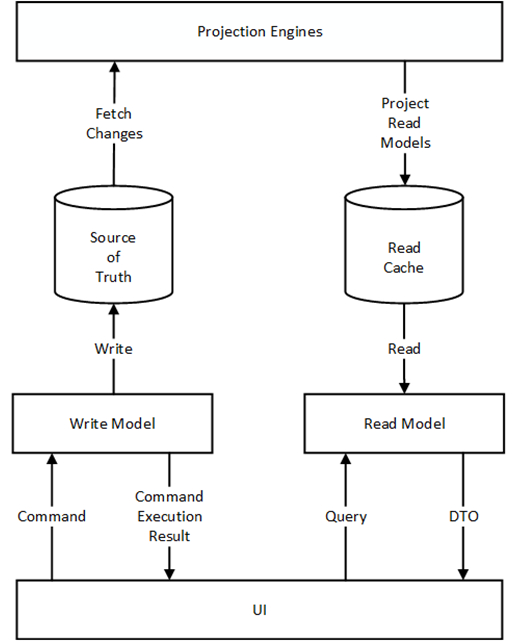 Projection Engines
Fetch
Changes
Project
Read
Models
Source
of
Truth
Read
Cache
Write
Read
Write Model
Read Model
Command
Command
Execution
Result
Query
DTO
UI